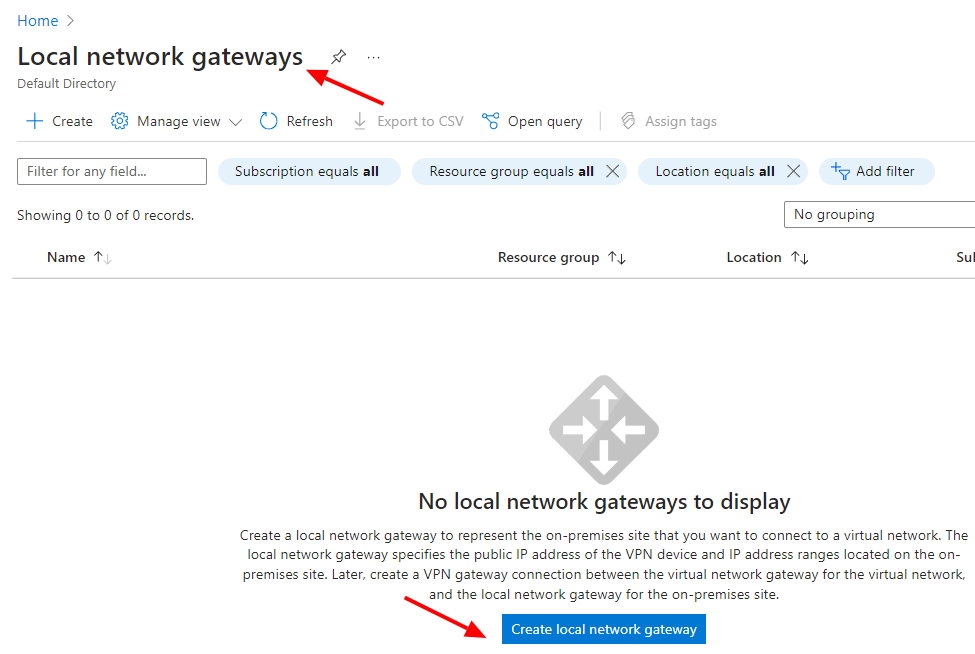 Home
Local network gateways ...
Default Directory
Create Manage view Refresh Export to CSV Open query Assign tags
Filter for any field... Subscription equals all Resource group equals all Location equals all Add filter
Showing 0 to 0 of 0 records.
No grouping
Name Resource group Location Sul
No local network gateways to display
Create a local network gateway to represent the on-premises site that you want to connect to a virtual network. The
local network gateway specifies the public IP address of the VPN device and IP address ranges located on the on-
premises site. Later, create a VPN gateway connection between the virtual network gateway for the virtual network,
and the local network gateway for the on-premises site.
Create local network gateway